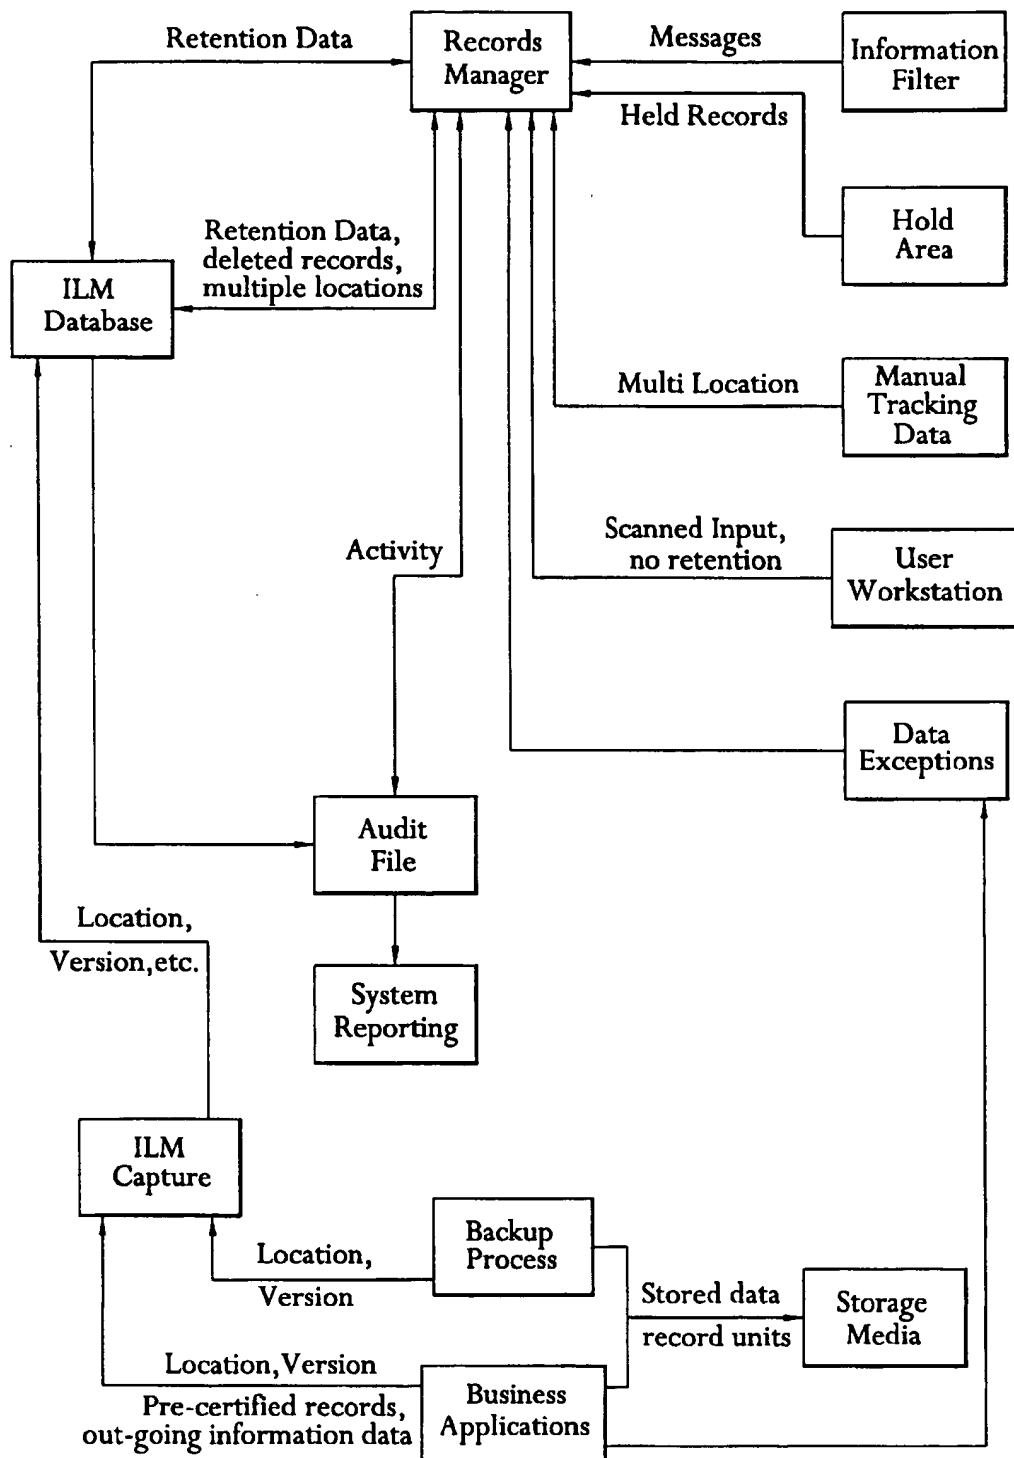 Retention Data
Records
Manager
Messages
Information
Filter
Held Records
Hold
Area
Retention Data,
deleted records,
multiple locations
ILM
Database
Multi Location
Manual
Tracking
Data
Activity
Scanned Input,
no retention
User
Workstation
Data
Exceptions
Audit
File
Location,
Version,etc.
System
Reporting
ILM
Capture
Backup
Process
Location,
Version
Stored data
record units
Storage
Media
Location,Version
Pre-certified records,
out-going information data
Business
Applications